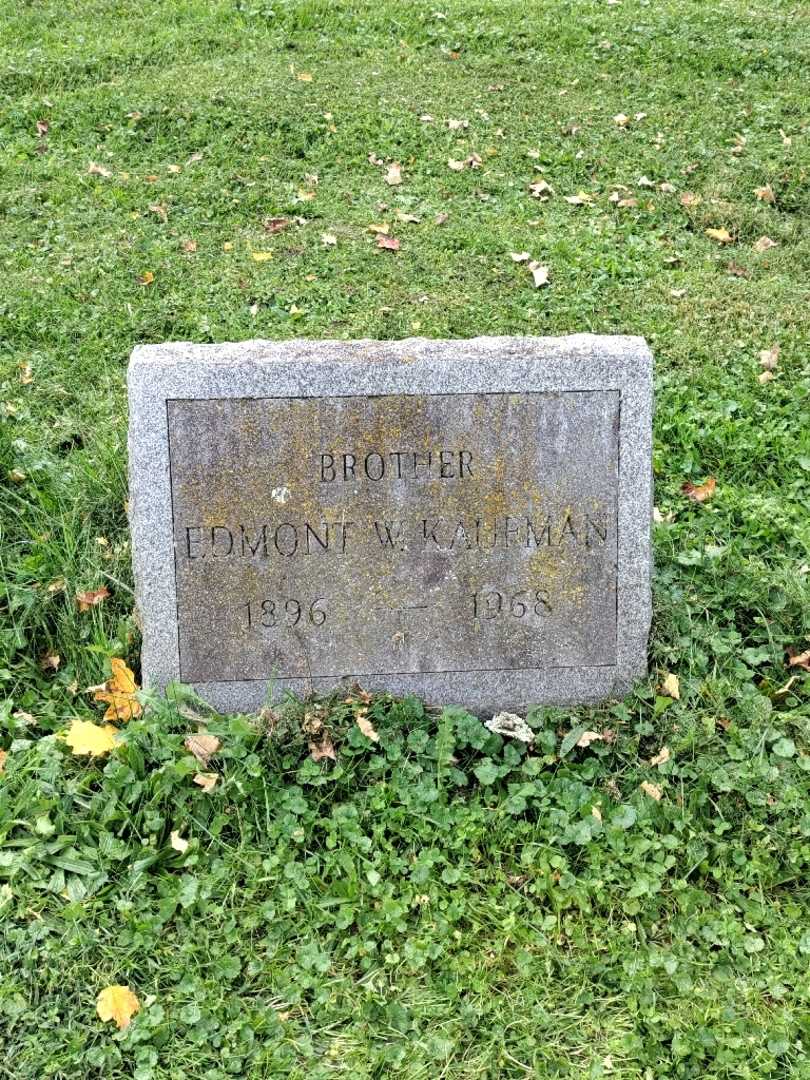 BROTHER
EDMONT W. KAUFMAN
1896 — 1968